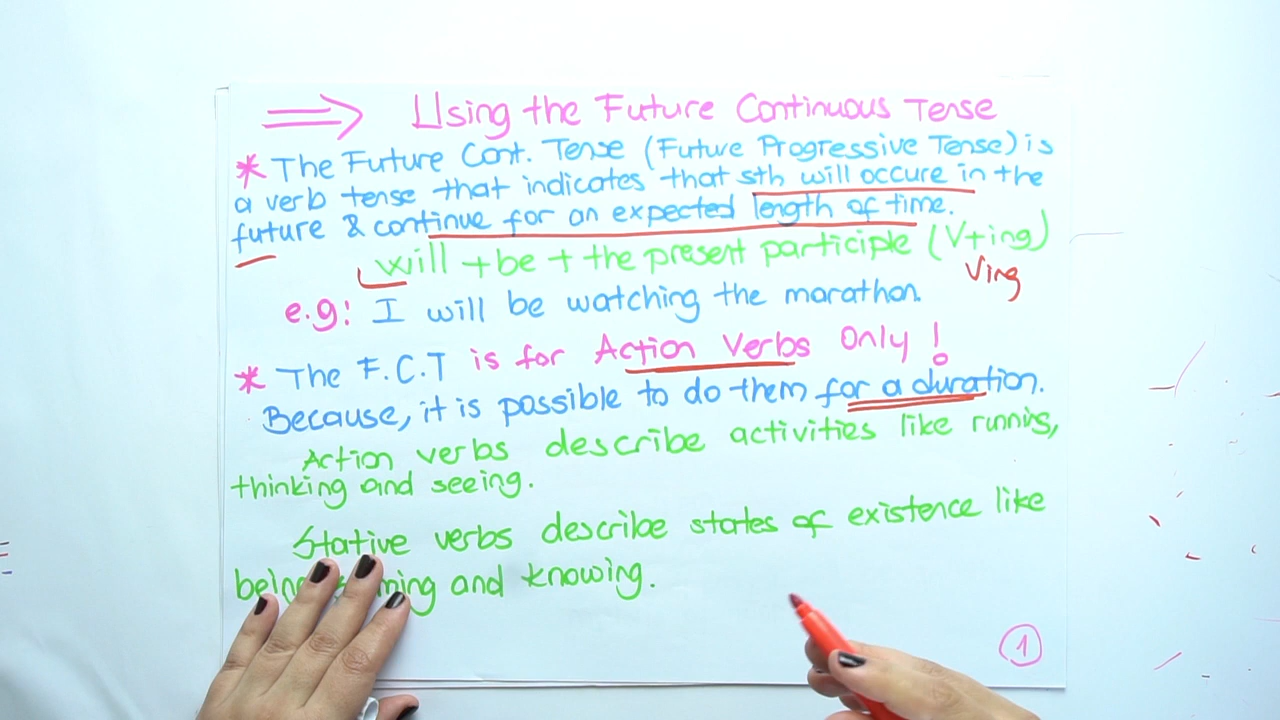 ⟹ Using the Future Continuous Tense
* The Future Cont. Tense (Future Progressive Tense) is
a verb tense that indicates that sth will occure in the
future & continue for an expected length of time.
will + be + the present participle (V+ing)
Ving
e.g: I will be watching the marathon.
* The F.C.T is for Action Verbs Only!
Because, it is possible to do them for a duration.
Action verbs describe activities like running,
thinking and seeing.
Stative verbs describe states of existence like
being and knowing.
1